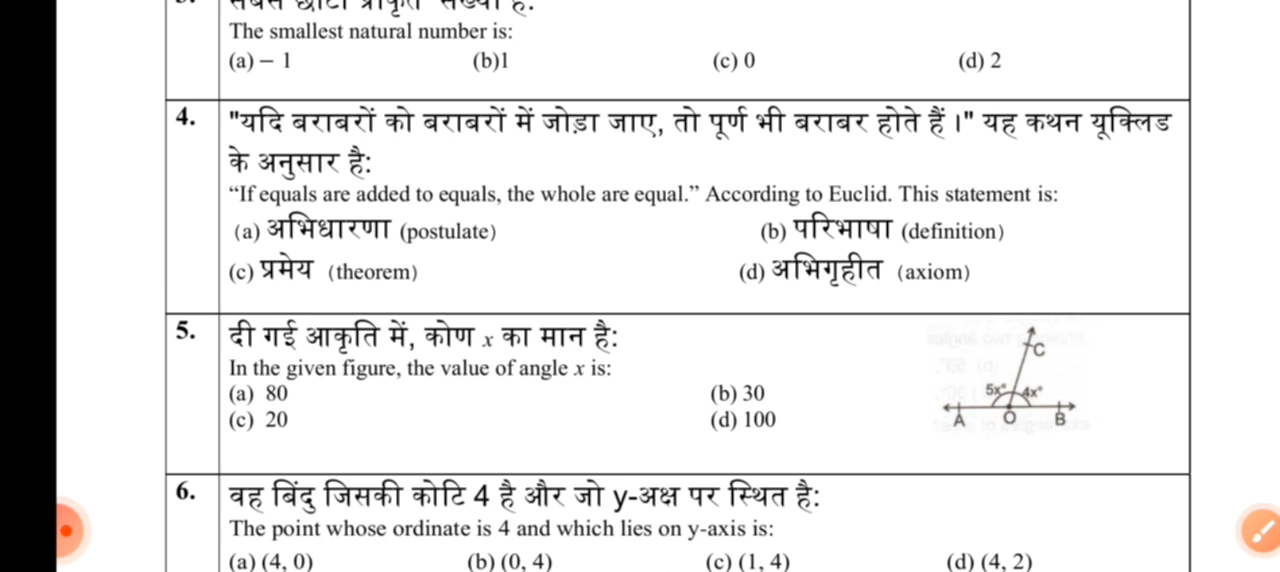 The smallest natural number is:
(a) – 1 (b)1 (c) 0 (d) 2
4. "यदि बराबरों को बराबरों में जोड़ा जाए, तो पूर्ण भी बराबर होते हैं।" यह कथन यूक्लिड
के अनुसार है:
“If equals are added to equals, the whole are equal.” According to Euclid. This statement is:
(a) अभिधारणा (postulate) (b) परिभाषा (definition)
(c) प्रमेय (theorem) (d) अभिगृहीत (axiom)
5. दी गई आकृति में, कोण x का मान है:
In the given figure, the value of angle x is:
(a) 80 (b) 30
(c) 20 (d) 100
C
5x° 4x°
A O B
6. वह बिंदु जिसकी कोटि 4 है और जो y-अक्ष पर स्थित है:
The point whose ordinate is 4 and which lies on y-axis is:
(a) (4, 0) (b) (0, 4) (c) (1, 4) (d) (4, 2)